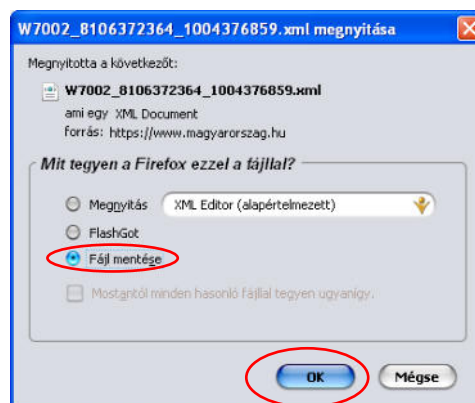 W7002_8106372364_1004376859.xml megnyitása
Megnyitotta a következőt:
W7002_8106372364_1004376859.xml
ami egy XML Document
forrás: https://www.magyarorszag.hu
Mit tegyen a Firefox ezzel a fájllal?
Megnyitás XML Editor (alapértelmezett)
FlashGot
Fájl mentése
Mostantól minden hasonló fájllal tegyen ugyanígy.
OK Mégse